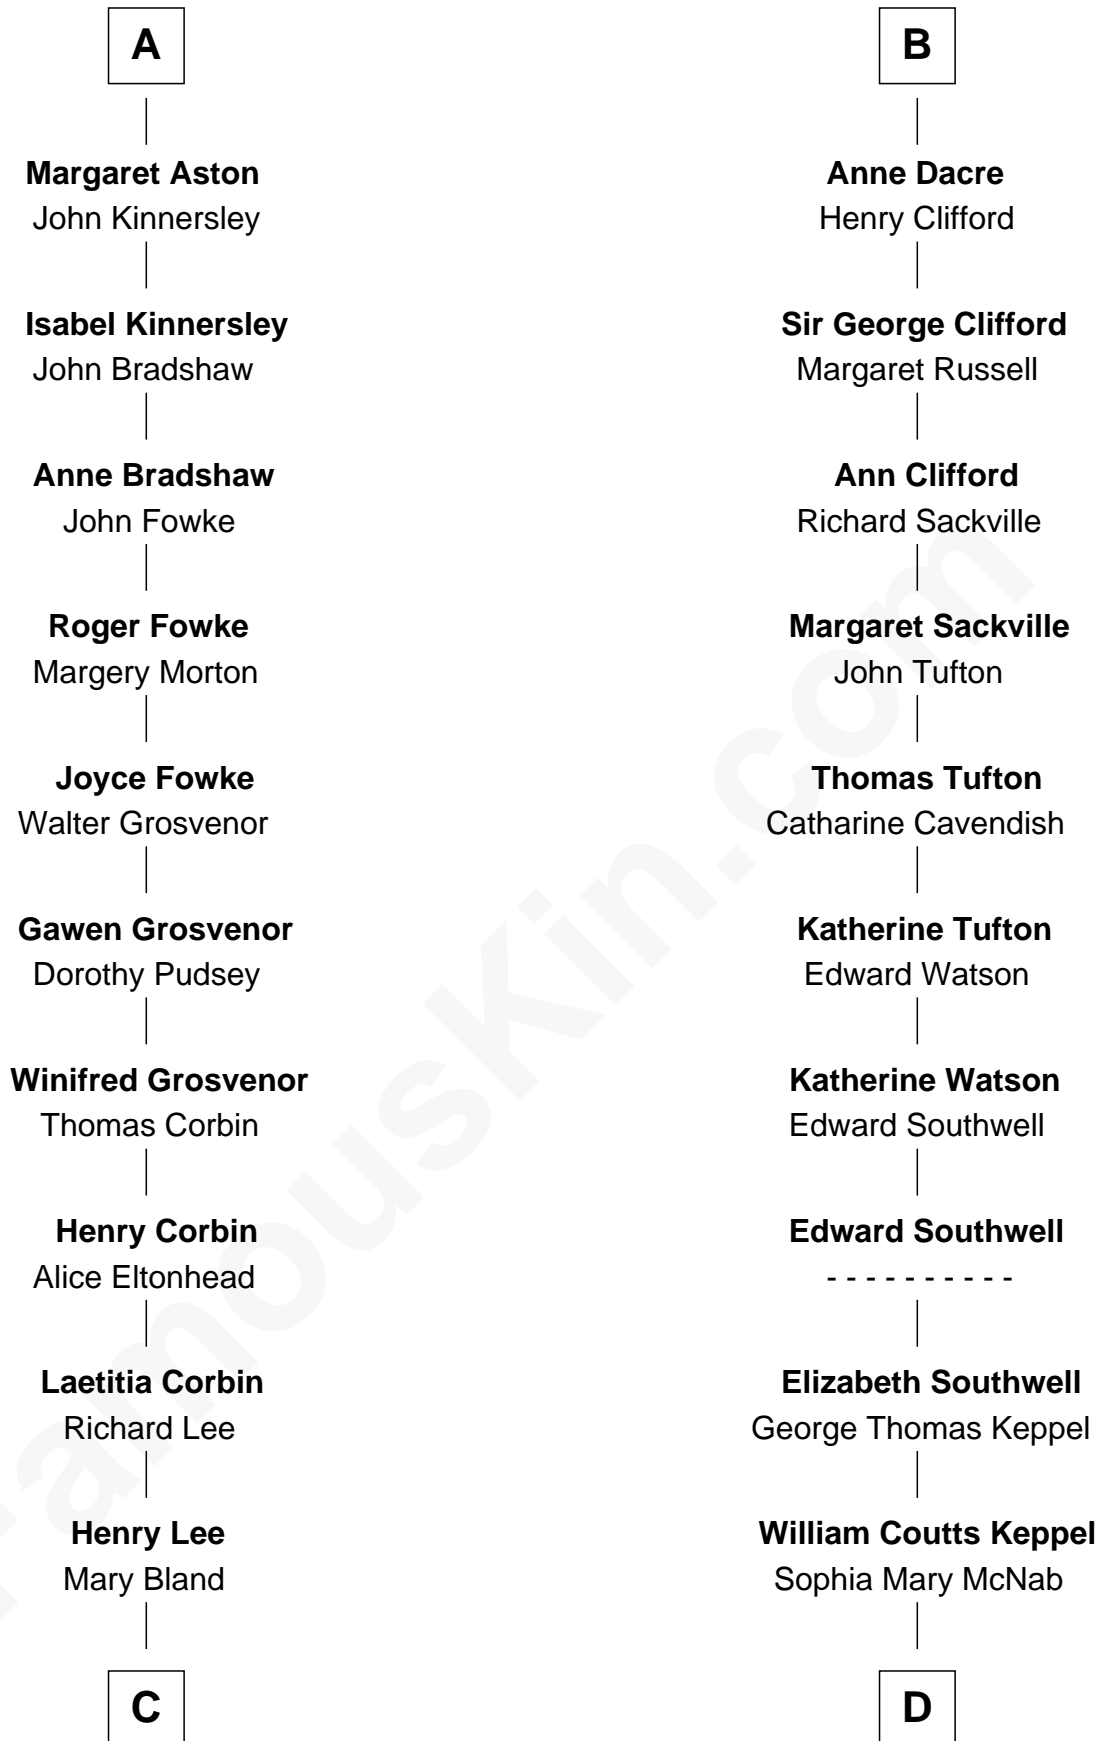 A
Margaret Aston
John Kinnersley
Isabel Kinnersley
John Bradshaw
Anne Bradshaw
John Fowke
Roger Fowke
Margery Morton
Joyce Fowke
Walter Grosvenor
Gawen Grosvenor
Dorothy Pudsey
Winifred Grosvenor
Thomas Corbin
Henry Corbin
Alice Eltonhead
Laetitia Corbin
Richard Lee
Henry Lee
Mary Bland
C
B
Anne Dacre
Henry Clifford
Sir George Clifford
Margaret Russell
Ann Clifford
Richard Sackville
Margaret Sackville
John Tufton
Thomas Tufton
Catharine Cavendish
Katherine Tufton
Edward Watson
Katherine Watson
Edward Southwell
Edward Southwell
- - - - - - - - - -
Elizabeth Southwell
George Thomas Keppel
William Coutts Keppel
Sophia Mary McNab
D
FamousKin.com